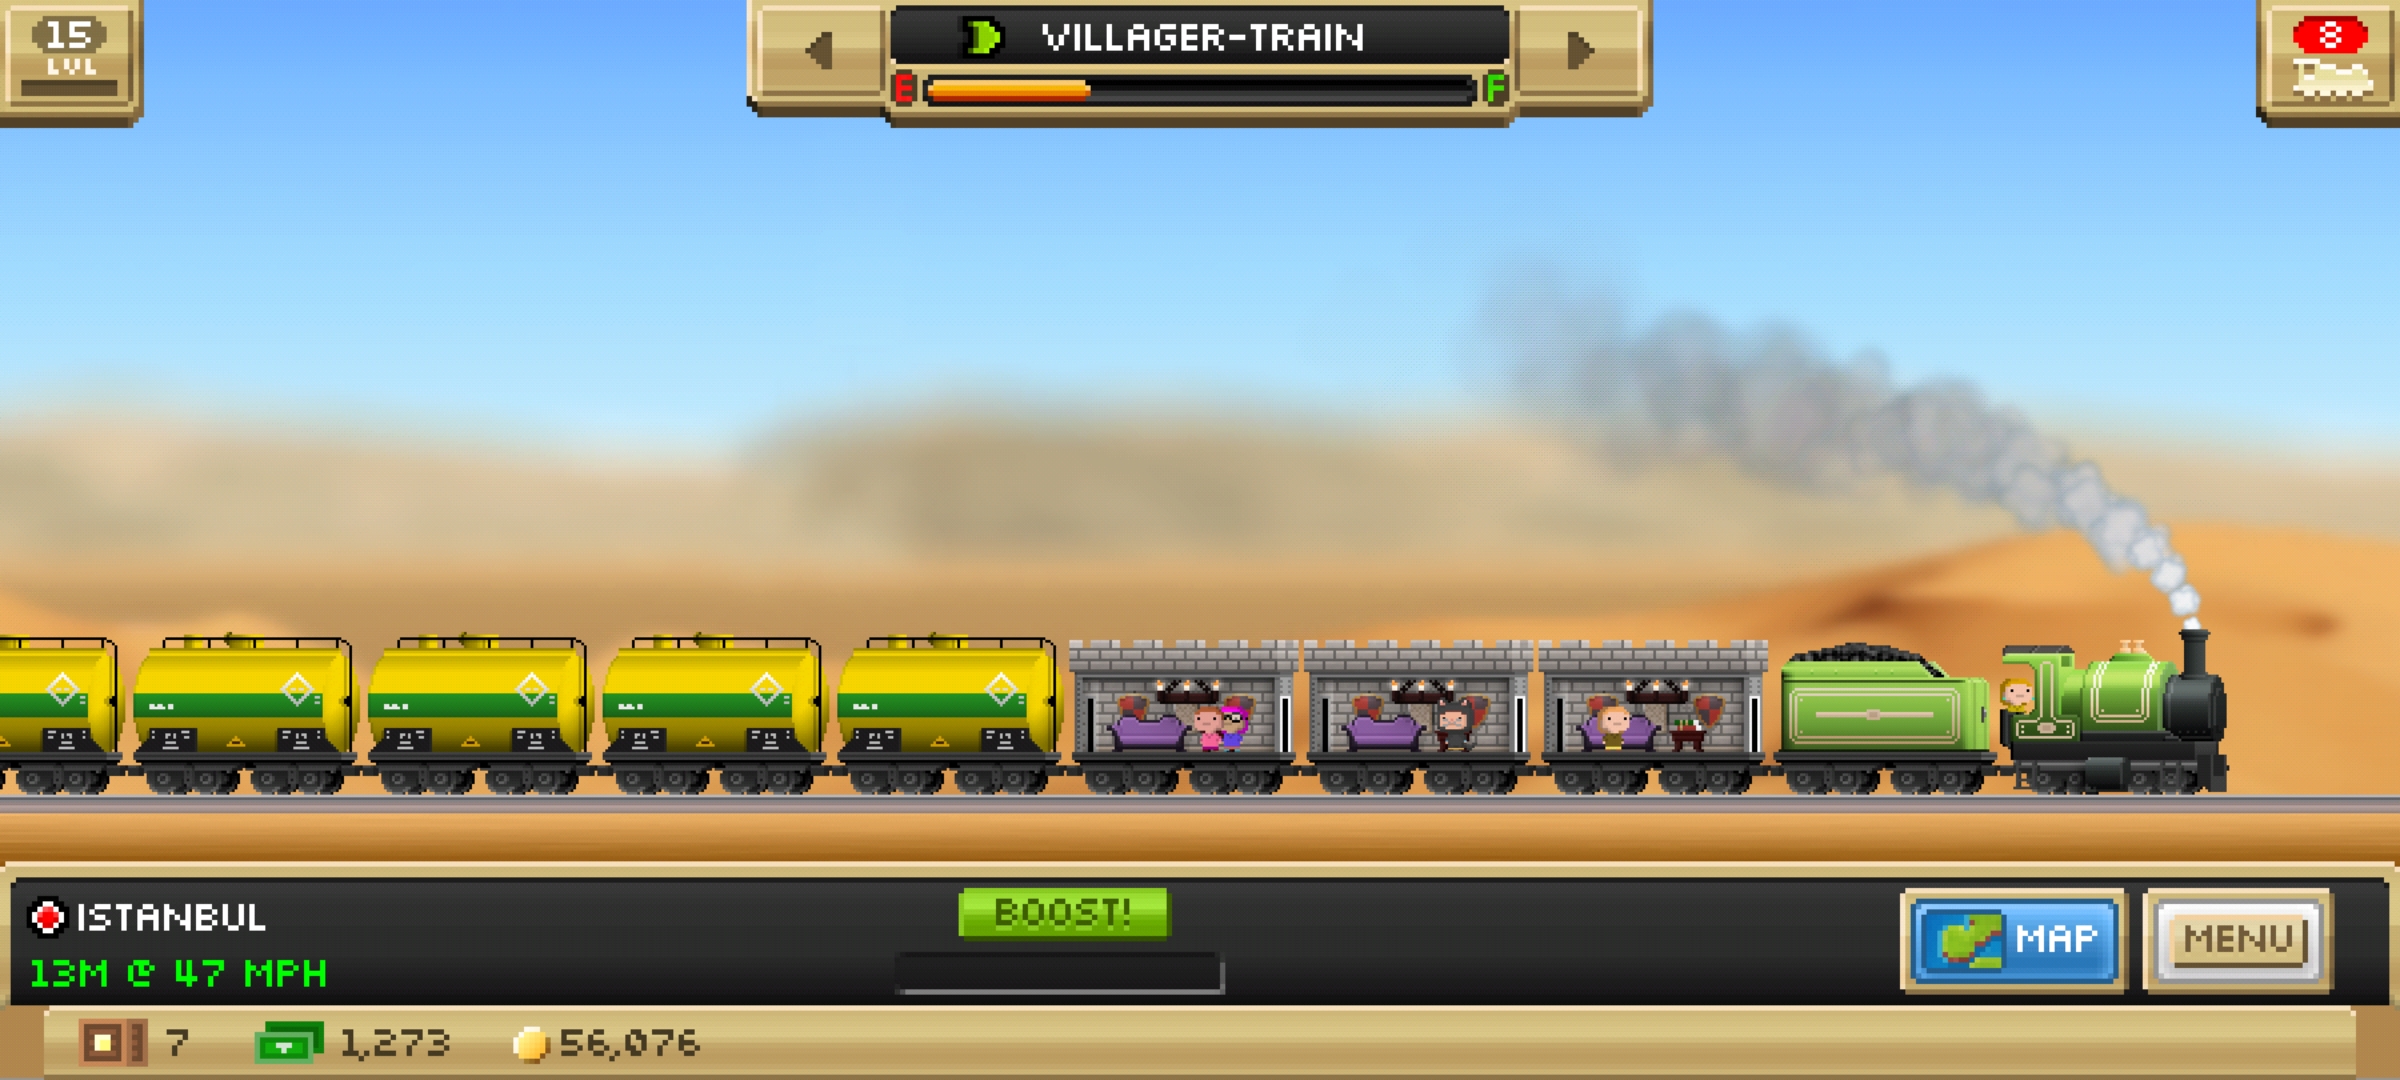 15
LVL
VILLAGER-TRAIN
E F
8
ISTANBUL
13M @ 47 MPH
BOOST!
MAP
MENU
7
1,273
56,076